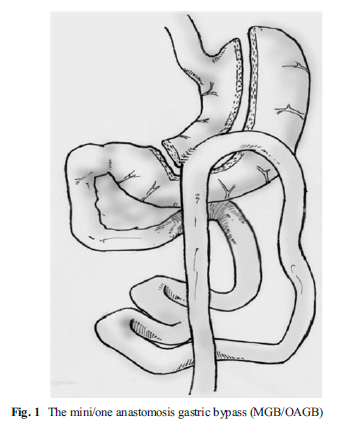 Fig. 1 The mini/one anastomosis gastric bypass (MGB/OAGB)